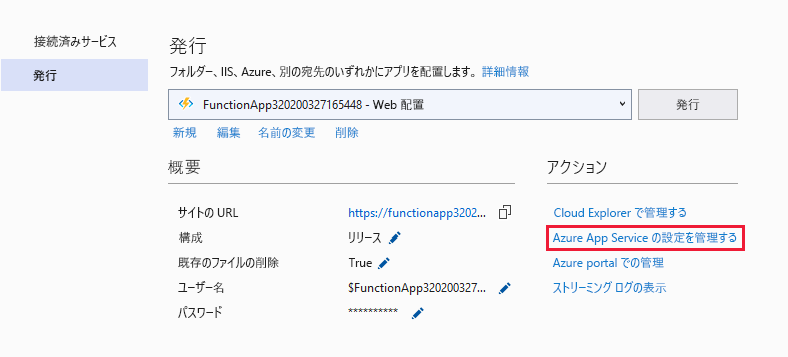 接続済みサービス
発行
発行
フォルダー、IIS、Azure、別の宛先のいずれかにアプリを配置します。 詳細情報
FunctionApp320200327165448 - Web 配置
発行
新規 編集 名前の変更 削除
概要
サイトの URL https://functionapp3202...
構成 リリース
既存のファイルの削除 True
ユーザー名 $FunctionApp320200327...
パスワード **********
アクション
Cloud Explorer で管理する
Azure App Service の設定を管理する
Azure portal での管理
ストリーミング ログの表示